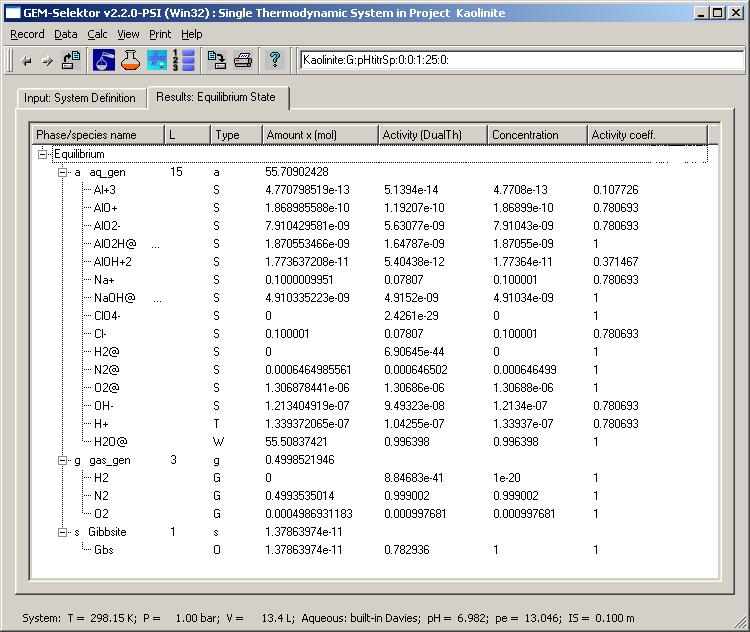 GEM-Selektor v2.2.0-PSI (Win32) : Single Thermodynamic System in Project Kaolinite
Record Data Calc View Print Help
1 2 3 ? Kaolinite:G:pHtitrSp:0:0:1:25:0:
Input: System Definition Results: Equilibrium State
Phase/species name L Type Amount x (mol) Activity (DualTh) Concentration Activity coeff.
Equilibrium
a aq_gen 15 a 55.70902428
Al+3 S 4.770798519e-13 5.1394e-14 4.7708e-13 0.107726
AlO+ S 1.868985588e-10 1.19207e-10 1.86899e-10 0.780693
AlO2- S 7.910429581e-09 5.63077e-09 7.91043e-09 0.780693
AlO2H@ ... S 1.870553466e-09 1.64787e-09 1.87055e-09 1
AlOH+2 S 1.773637208e-11 5.40438e-12 1.77364e-11 0.371467
Na+ S 0.1000009951 0.07807 0.100001 0.780693
NaOH@ ... S 4.910335223e-09 4.9152e-09 4.91034e-09 1
ClO4- S 0 2.4261e-29 0 0.780693
Cl- S 0.100001 0.07807 0.100001 0.780693
H2@ S 0 6.90645e-44 0 1
N2@ S 0.0006464985561 0.000646502 0.000646499 1
O2@ S 1.306878441e-06 1.30686e-06 1.30688e-06 1
OH- S 1.213404919e-07 9.49323e-08 1.2134e-07 0.780693
H+ T 1.339372065e-07 1.04255e-07 1.33937e-07 0.780693
H2O@ W 55.50837421 0.996398 0.996398 1
g gas_gen 3 g 0.4998521946
H2 G 0 8.84683e-41 1e-20 1
N2 G 0.4993535014 0.999002 0.999002 1
O2 G 0.0004986931183 0.000997681 0.000997681 1
s Gibbsite 1 s 1.37863974e-11
Gbs O 1.37863974e-11 0.782936 1 1
System: T = 298.15 K; P = 1.00 bar; V = 13.4 L; Aqueous: built-in Davies; pH = 6.982; pe = 13.046; IS = 0.100 m